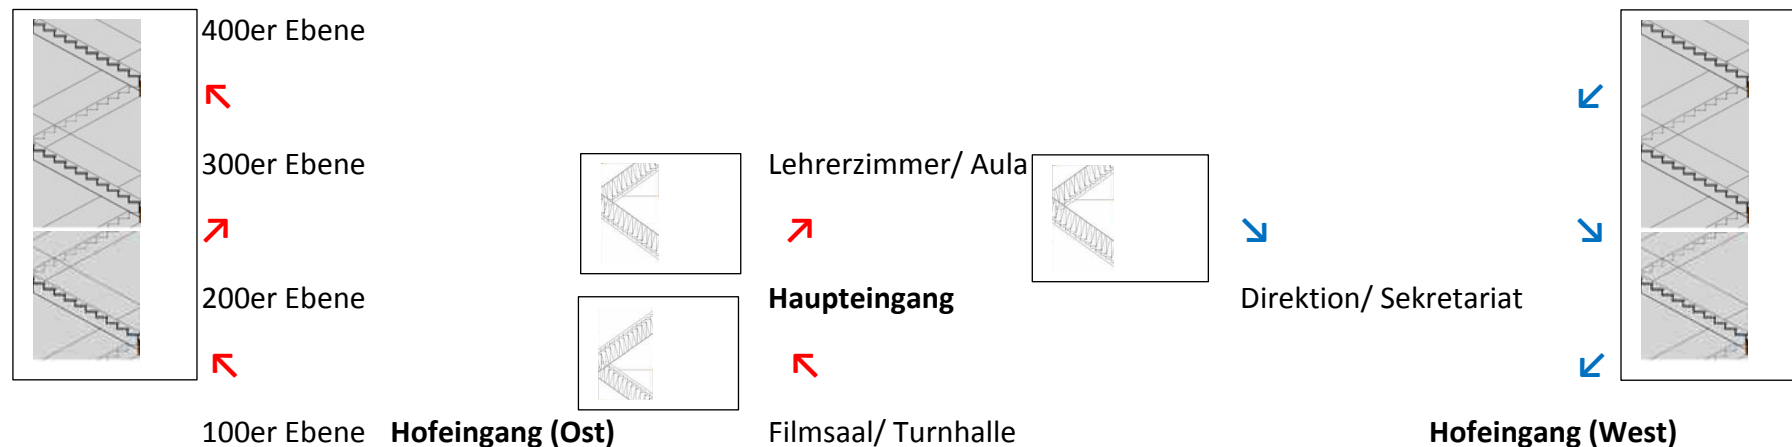 400er Ebene
300er Ebene Lehrerzimmer/ Aula
200er Ebene Haupteingang Direktion/ Sekretariat
100er Ebene Hofeingang (Ost) Filmsaal/ Turnhalle Hofeingang (West)